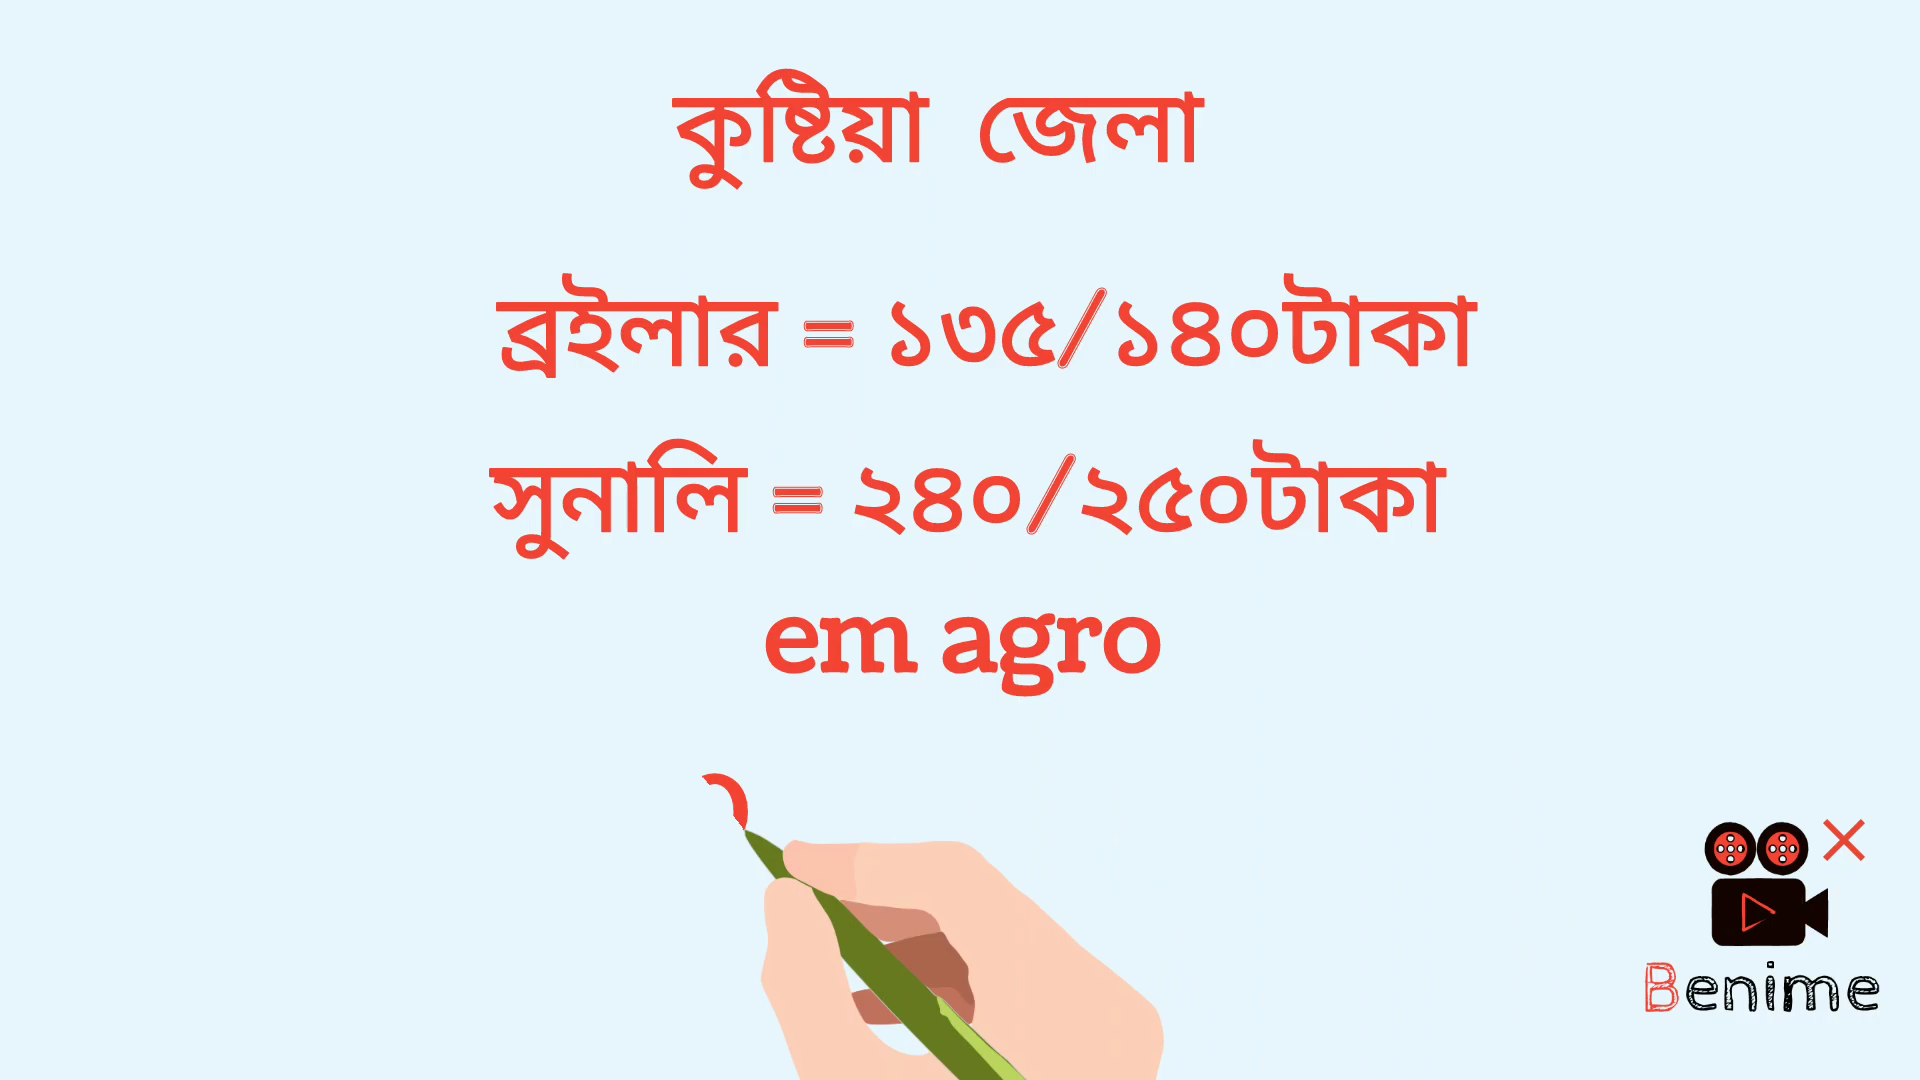 কুষ্টিয়া জেলা
ব্রইলার = ১৩৫/১৪০টাকা
সুনালি = ২৪০/২৫০টাকা
em agro
Benime